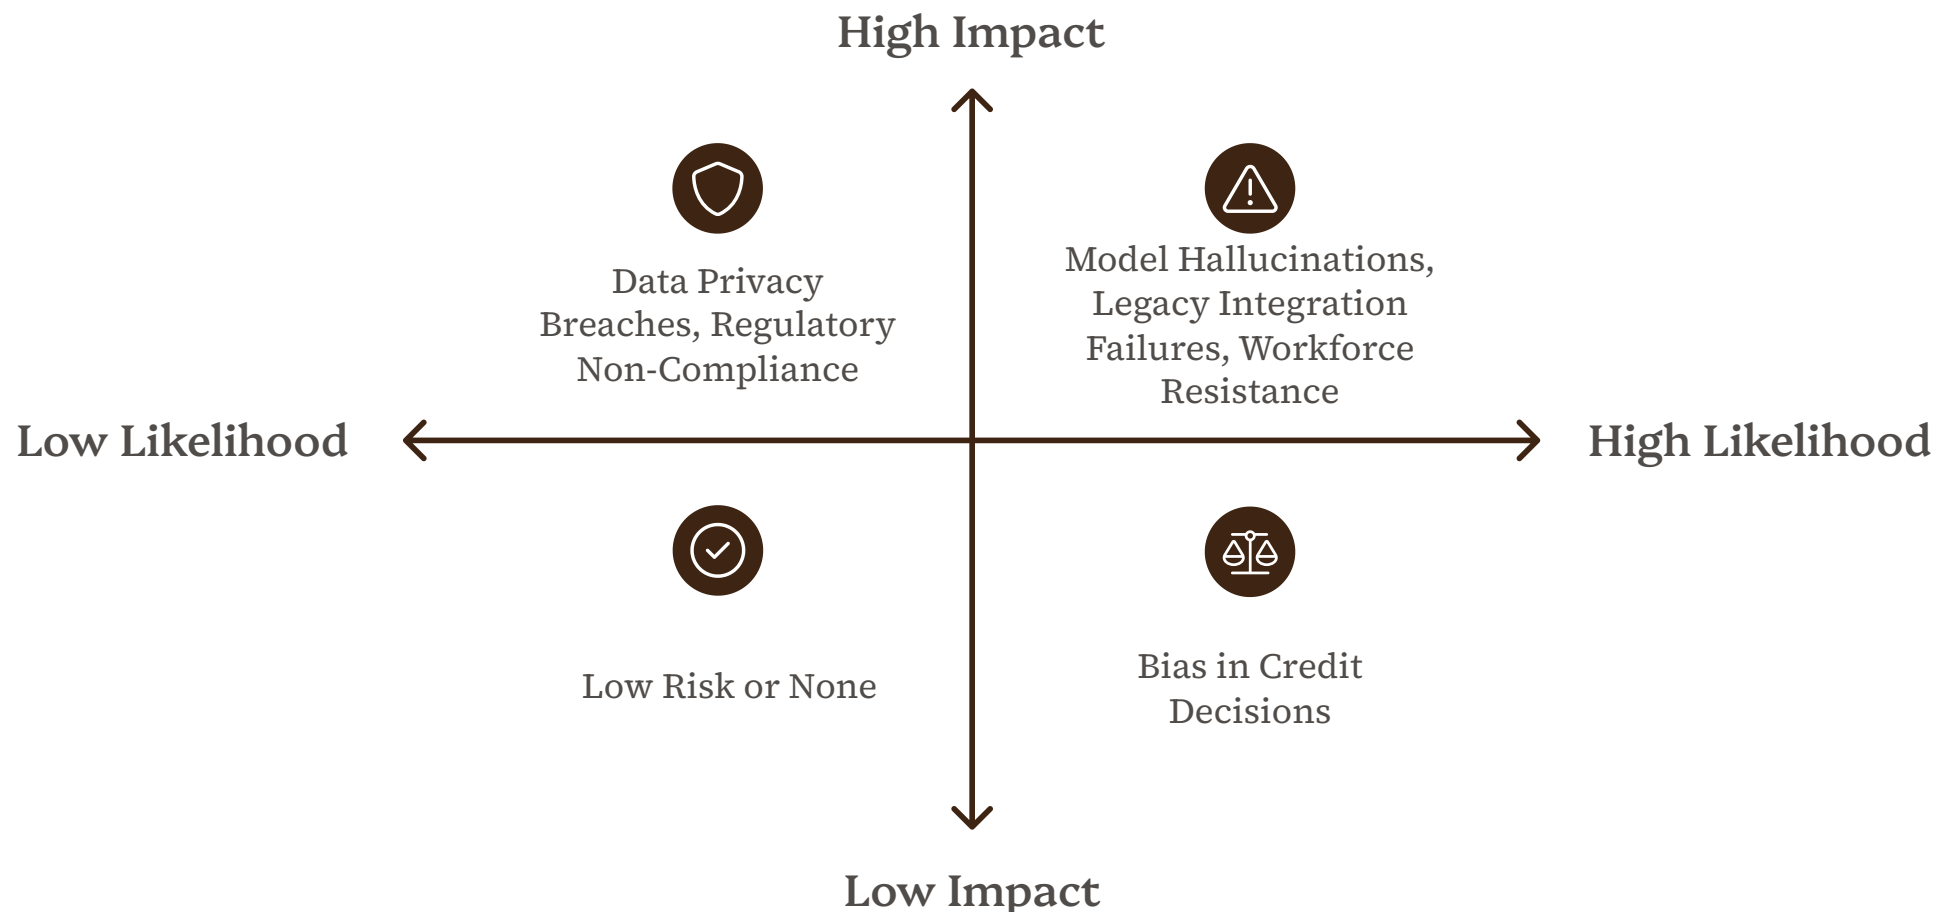 High Impact
Data Privacy
Breaches, Regulatory
Non-Compliance
Model Hallucinations,
Legacy Integration
Failures, Workforce
Resistance
Low Likelihood
High Likelihood
Low Risk or None
Bias in Credit
Decisions
Low Impact